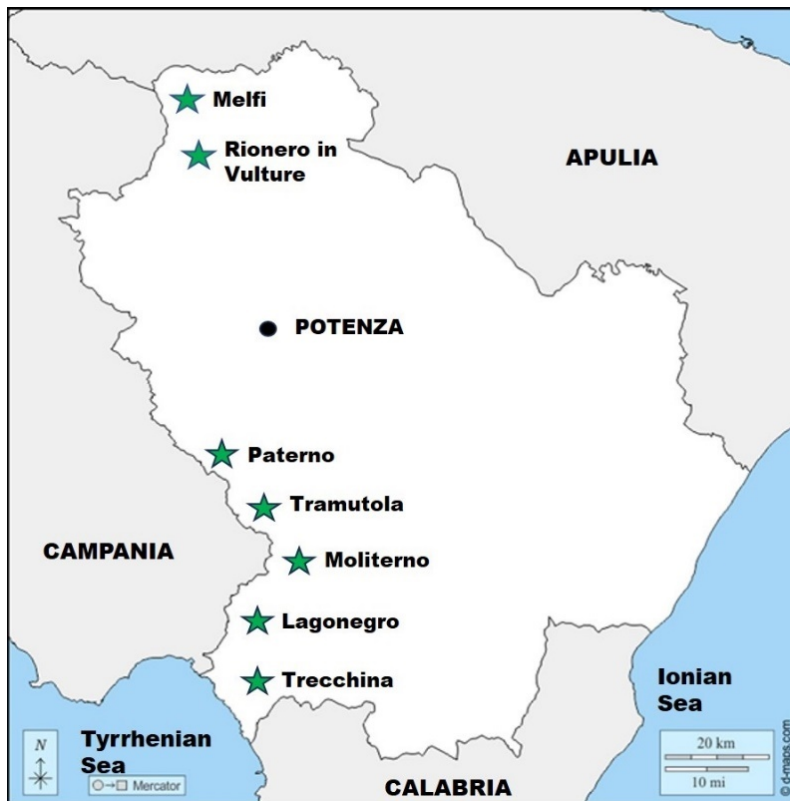 Melfi
Rionero in
Vulture
APULIA
POTENZA
Paterno
Tramutola
CAMPANIA
Moliterno
Lagonegro
Trecchina
Ionian
Sea
Tyrrhenian
Sea
N
Mercator
CALABRIA
20 km
10 mi
© d-maps.com